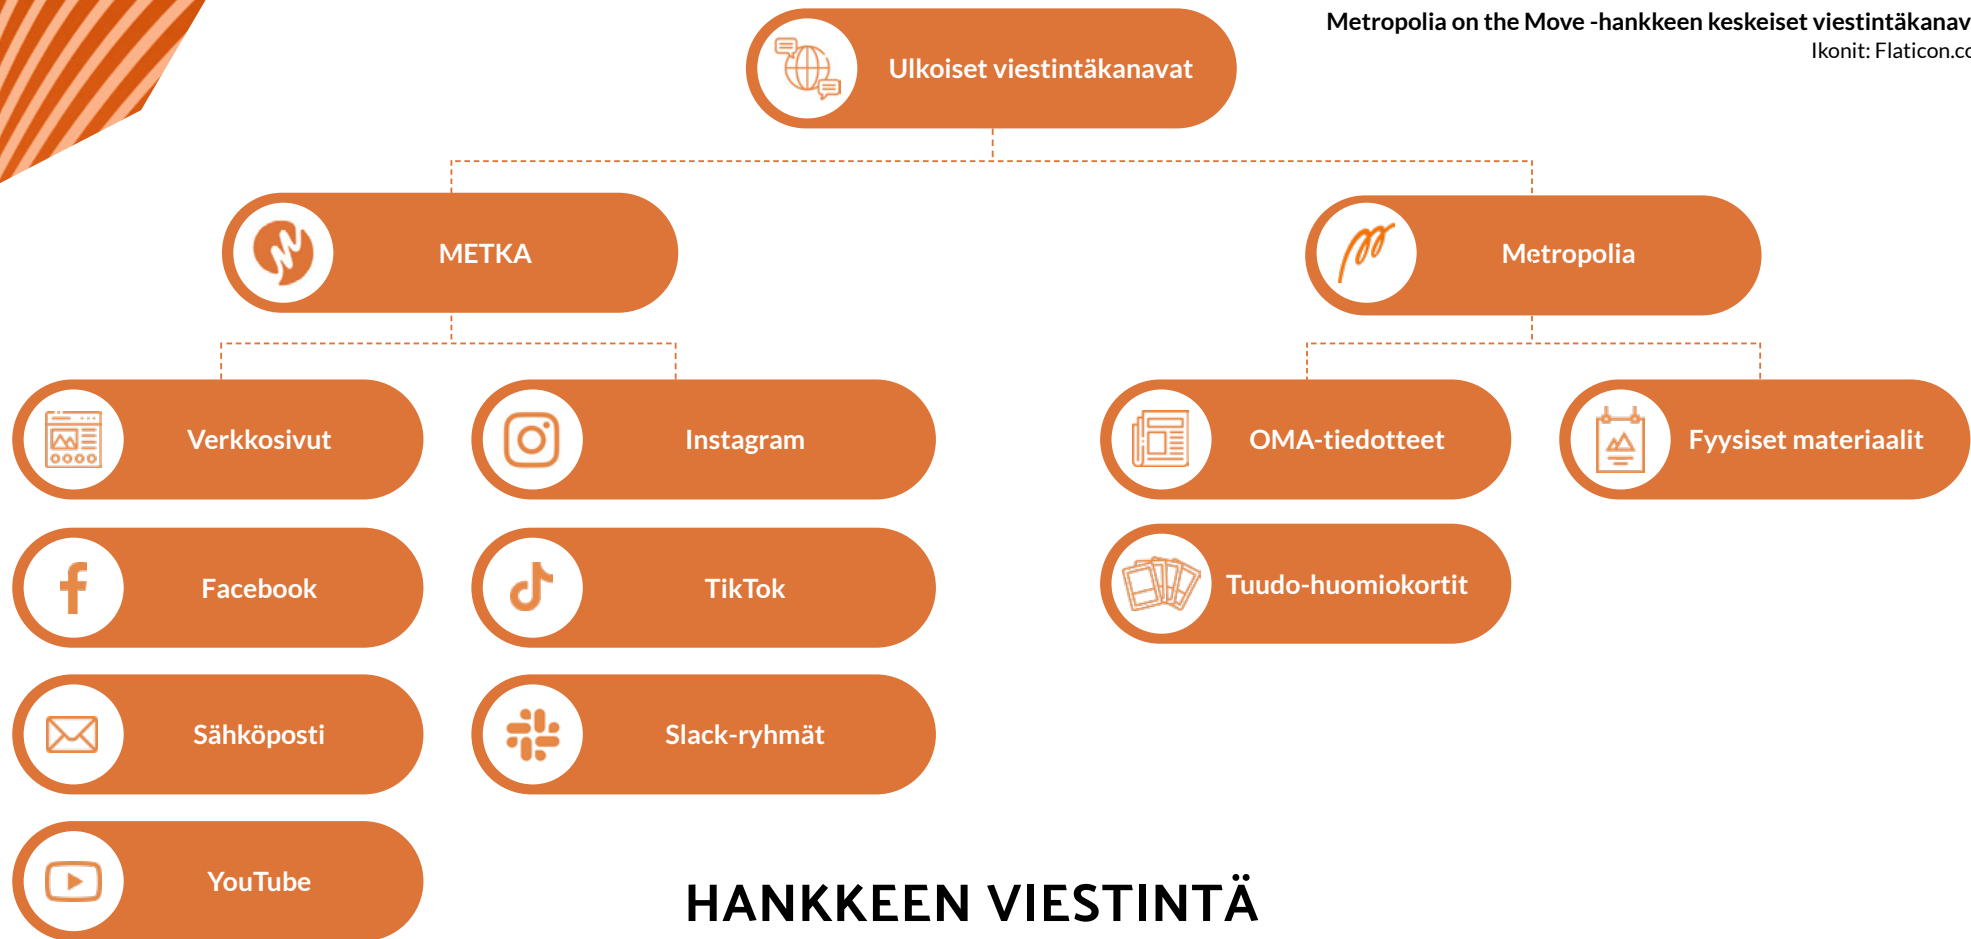 Metropolia on the Move -hankkeen keskeiset viestintäkanav
Ikonit: Flaticon.co
Ulkoiset viestintäkanavat
METKA
Metropolia
Verkkosivut
Instagram
OMA-tiedotteet
Fyysiset materiaalit
Facebook
TikTok
Tuudo-huomiokortit
Sähköposti
Slack-ryhmät
YouTube
HANKKEEN VIESTINTÄ